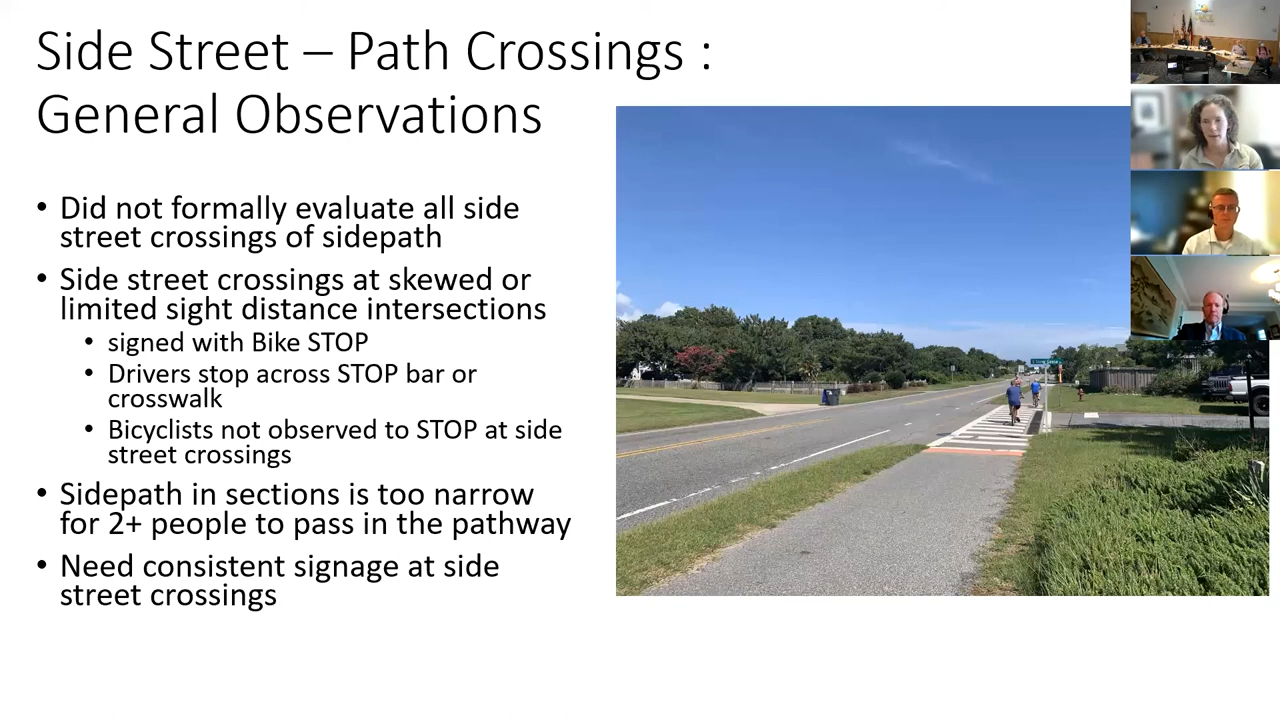 Side Street – Path Crossings :
General Observations
• Did not formally evaluate all side
street crossings of sidepath
• Side street crossings at skewed or
limited sight distance intersections
• signed with Bike STOP
• Drivers stop across STOP bar or
crosswalk
• Bicyclists not observed to STOP at side
street crossings
• Sidepath in sections is too narrow
for 2+ people to pass in the pathway
• Need consistent signage at side
street crossings